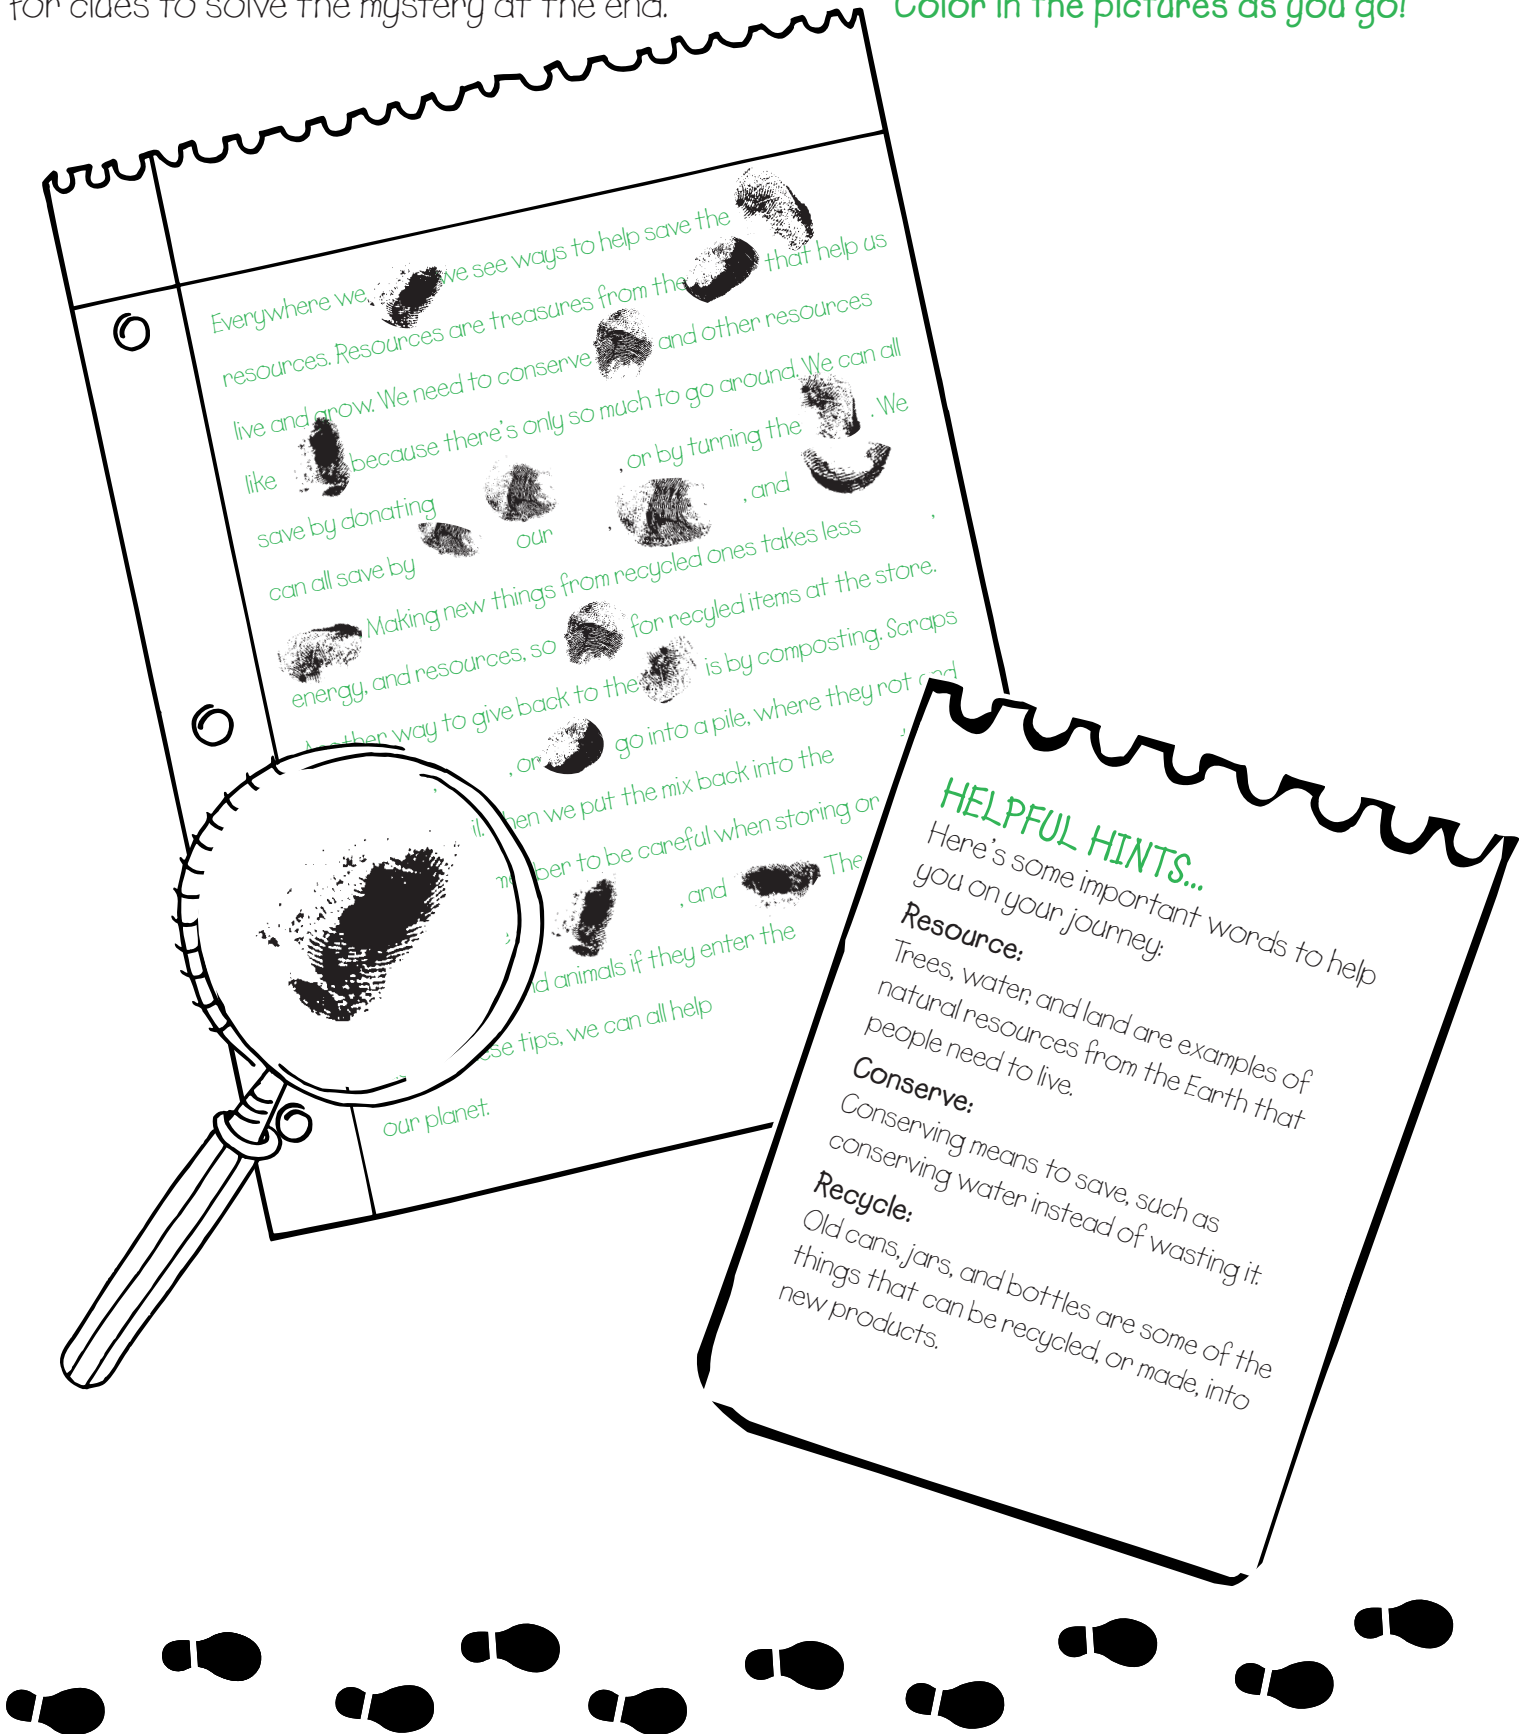 for clues to solve the mystery at the end.
Color in the pictures as you go!
Everywhere we, we see ways to help save the
resources. Resources are treasures from the that help us
live and grow. We need to conserve and other resources
like because there's only so much to go around. We can all
save by donating , or by turning the . We
can all save by our , , and
Making new things from recycled ones takes less ,
energy, and resources, so for recyled items at the store.
Another way to give back to the is by composting. Scraps
, , or go into a pile, where they rot and
then we put the mix back into the
to be careful when storing or
, and The
animals if they enter the
tips, we can all help
our planet.
HELPFUL HINTS...
Here's some important words to help
you on your journey:
Resource:
Trees, water, and land are examples of
natural resources from the Earth that
people need to live.
Conserve:
Conserving means to save, such as
conserving water instead of wasting it.
Recycle:
Old cans, jars, and bottles are some of the
things that can be recycled, or made, into
new products.